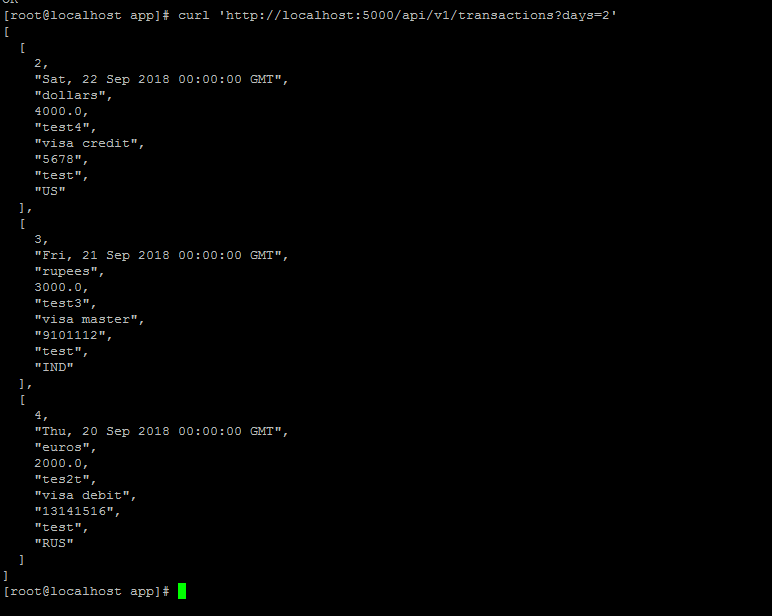 [root@localhost app]# curl 'http://localhost:5000/api/v1/transactions?days=2'
[
  [
    2,
    "Sat, 22 Sep 2018 00:00:00 GMT",
    "dollars",
    4000.0,
    "test4",
    "visa credit",
    "5678",
    "test",
    "US"
  ],
  [
    3,
    "Fri, 21 Sep 2018 00:00:00 GMT",
    "rupees",
    3000.0,
    "test3",
    "visa master",
    "9101112",
    "test",
    "IND"
  ],
  [
    4,
    "Thu, 20 Sep 2018 00:00:00 GMT",
    "euros",
    2000.0,
    "tes2t",
    "visa debit",
    "13141516",
    "test",
    "RUS"
  ]
]
[root@localhost app]#